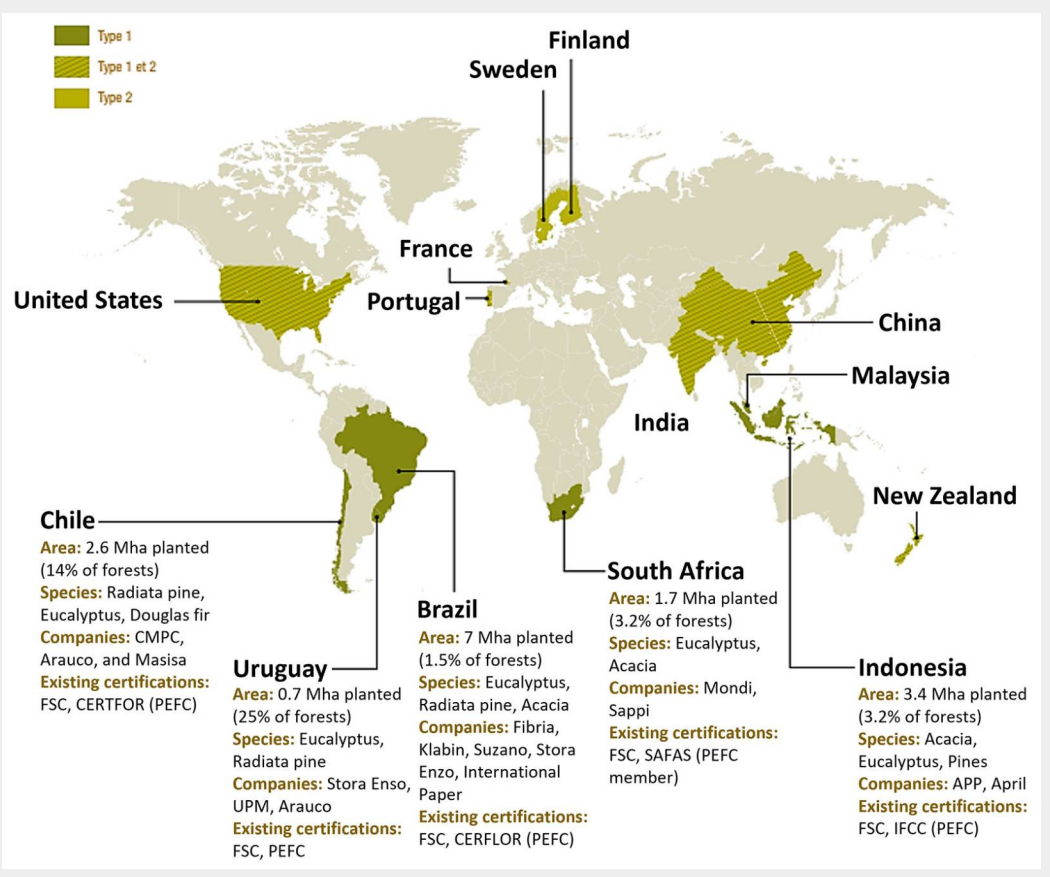 Type 1
Type 1 et 2
Type 2
Finland
Sweden
France
Portugal
United States
China
Malaysia
India
New Zealand
Chile
Area: 2.6 Mha planted
(14% of forests)
Species: Radiata pine,
Eucalyptus, Douglas fir
Companies: CMPC,
Arauco, and Masisa
Existing certifications:
FSC, CERTFOR (PEFC)
Uruguay
Area: 0.7 Mha planted
(25% of forests)
Species: Eucalyptus,
Radiata pine
Companies: Stora Enso,
UPM, Arauco
Existing certifications:
FSC, PEFC
Brazil
Area: 7 Mha planted
(1.5% of forests)
Species: Eucalyptus,
Radiata pine, Acacia
Companies: Fibria,
Klabin, Suzano, Stora
Enzo, International
Paper
Existing certifications:
FSC, CERFLOR (PEFC)
South Africa
Area: 1.7 Mha planted
(3.2% of forests)
Species: Eucalyptus,
Acacia
Companies: Mondi,
Sappi
Existing certifications:
FSC, SAFAS (PEFC
member)
Indonesia
Area: 3.4 Mha planted
(3.2% of forests)
Species: Acacia,
Eucalyptus, Pines
Companies: APP, April
Existing certifications:
FSC, IFCC (PEFC)